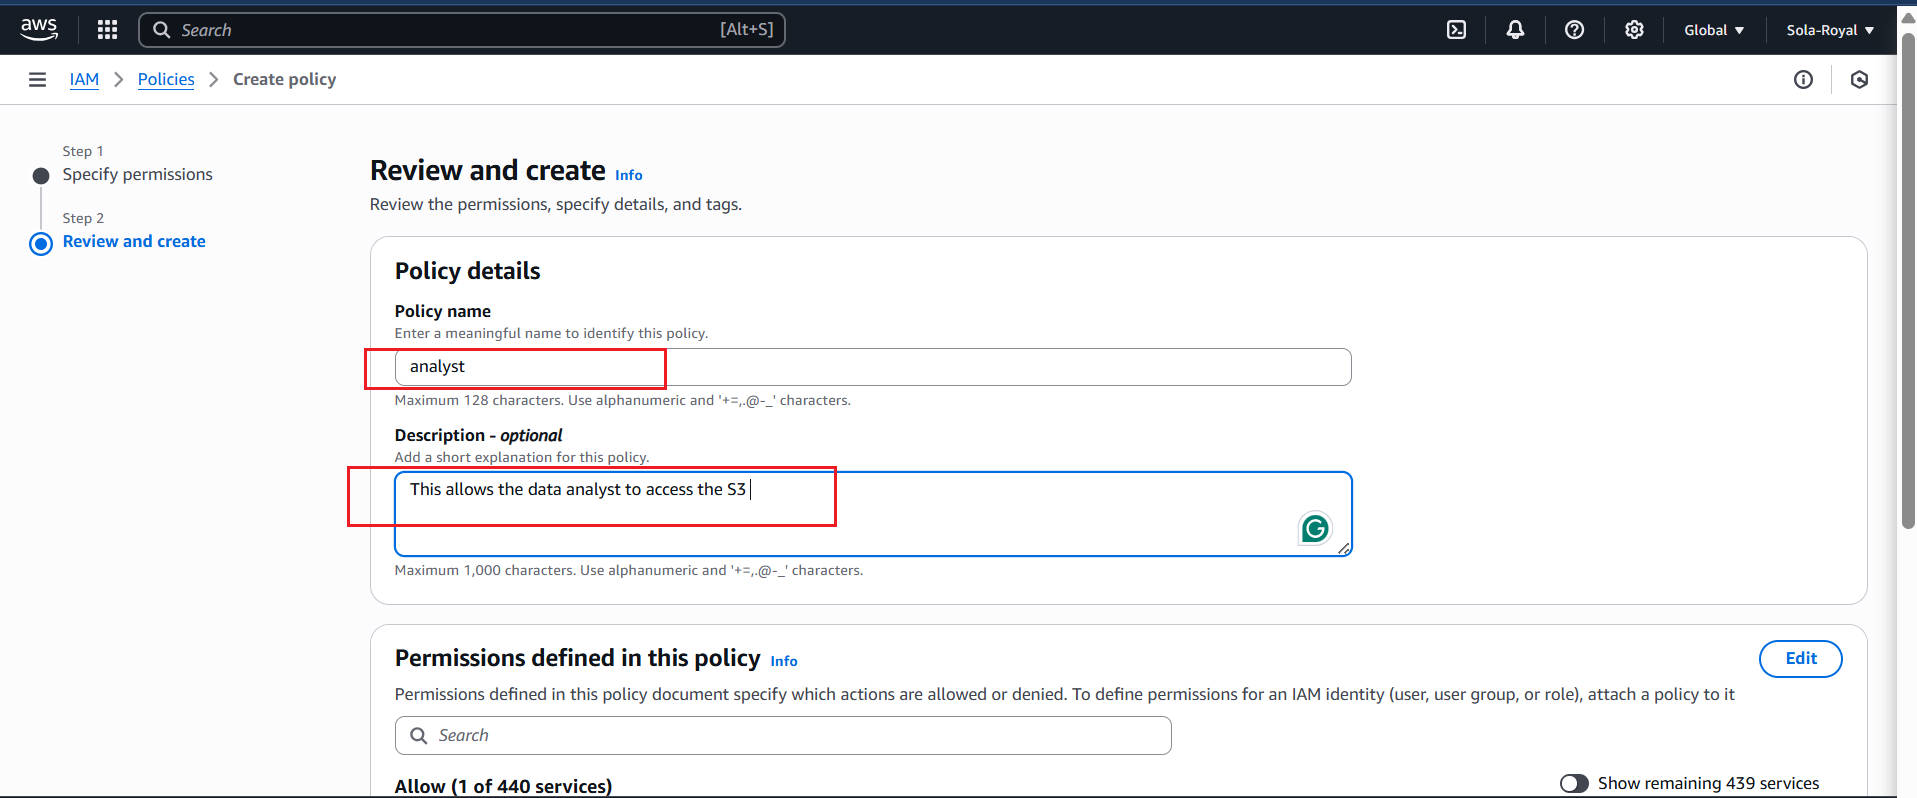 aws
Search
[Alt+S]
Global
Sola-Royal
IAM
Policies
Create policy
Step 1
Specify permissions
Step 2
Review and create
Review and create Info
Review the permissions, specify details, and tags.
Policy details
Policy name
Enter a meaningful name to identify this policy.
analyst
Maximum 128 characters. Use alphanumeric and '+=,.@-_' characters.
Description - optional
Add a short explanation for this policy.
This allows the data analyst to access the S3
G
Maximum 1,000 characters. Use alphanumeric and '+=,.@-_' characters.
Permissions defined in this policy Info
Edit
Permissions defined in this policy document specify which actions are allowed or denied. To define permissions for an IAM identity (user, user group, or role), attach a policy to it
Search
Allow (1 of 440 services)
Show remaining 439 services